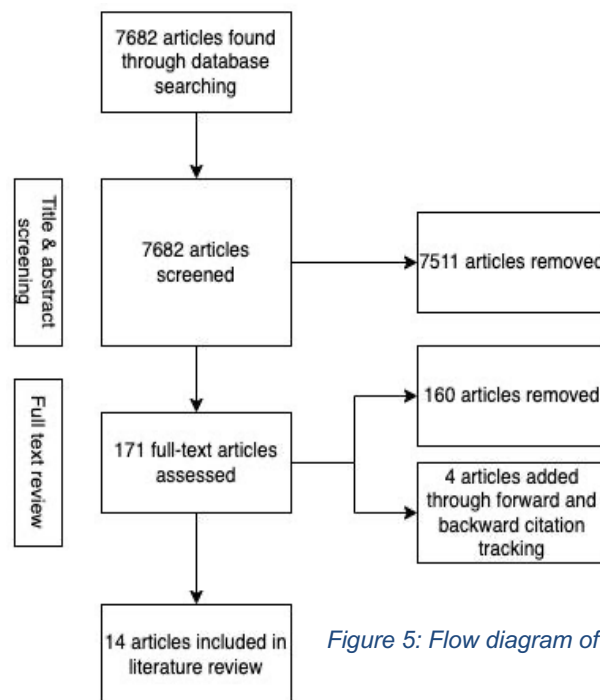 7682 articles found
through database
searching
Title & abstract
screening
7682 articles
screened
7511 articles removed
Full text review
171 full-text articles
assessed
160 articles removed
4 articles added
through forward and
backward citation
tracking
14 articles included in
literature review
Figure 5: Flow diagram of